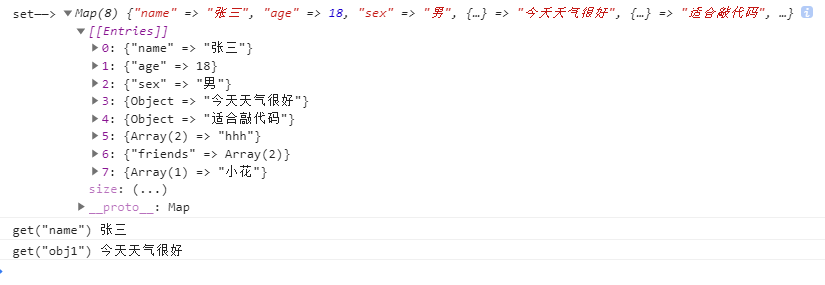 set——> ▼Map(8) {"name" => "张三", "age" => 18, "sex" => "男", {…} => "今天天气很好", {…} => "适合敲代码", …} i
▼[[Entries]]
▶0: {"name" => "张三"}
▶1: {"age" => 18}
▶2: {"sex" => "男"}
▶3: {Object => "今天天气很好"}
▶4: {Object => "适合敲代码"}
▶5: {Array(2) => "hhh"}
▶6: {"friends" => Array(2)}
▶7: {Array(1) => "小花"}
size: (...)
▶__proto__: Map
get("name") 张三
get("obj1") 今天天气很好